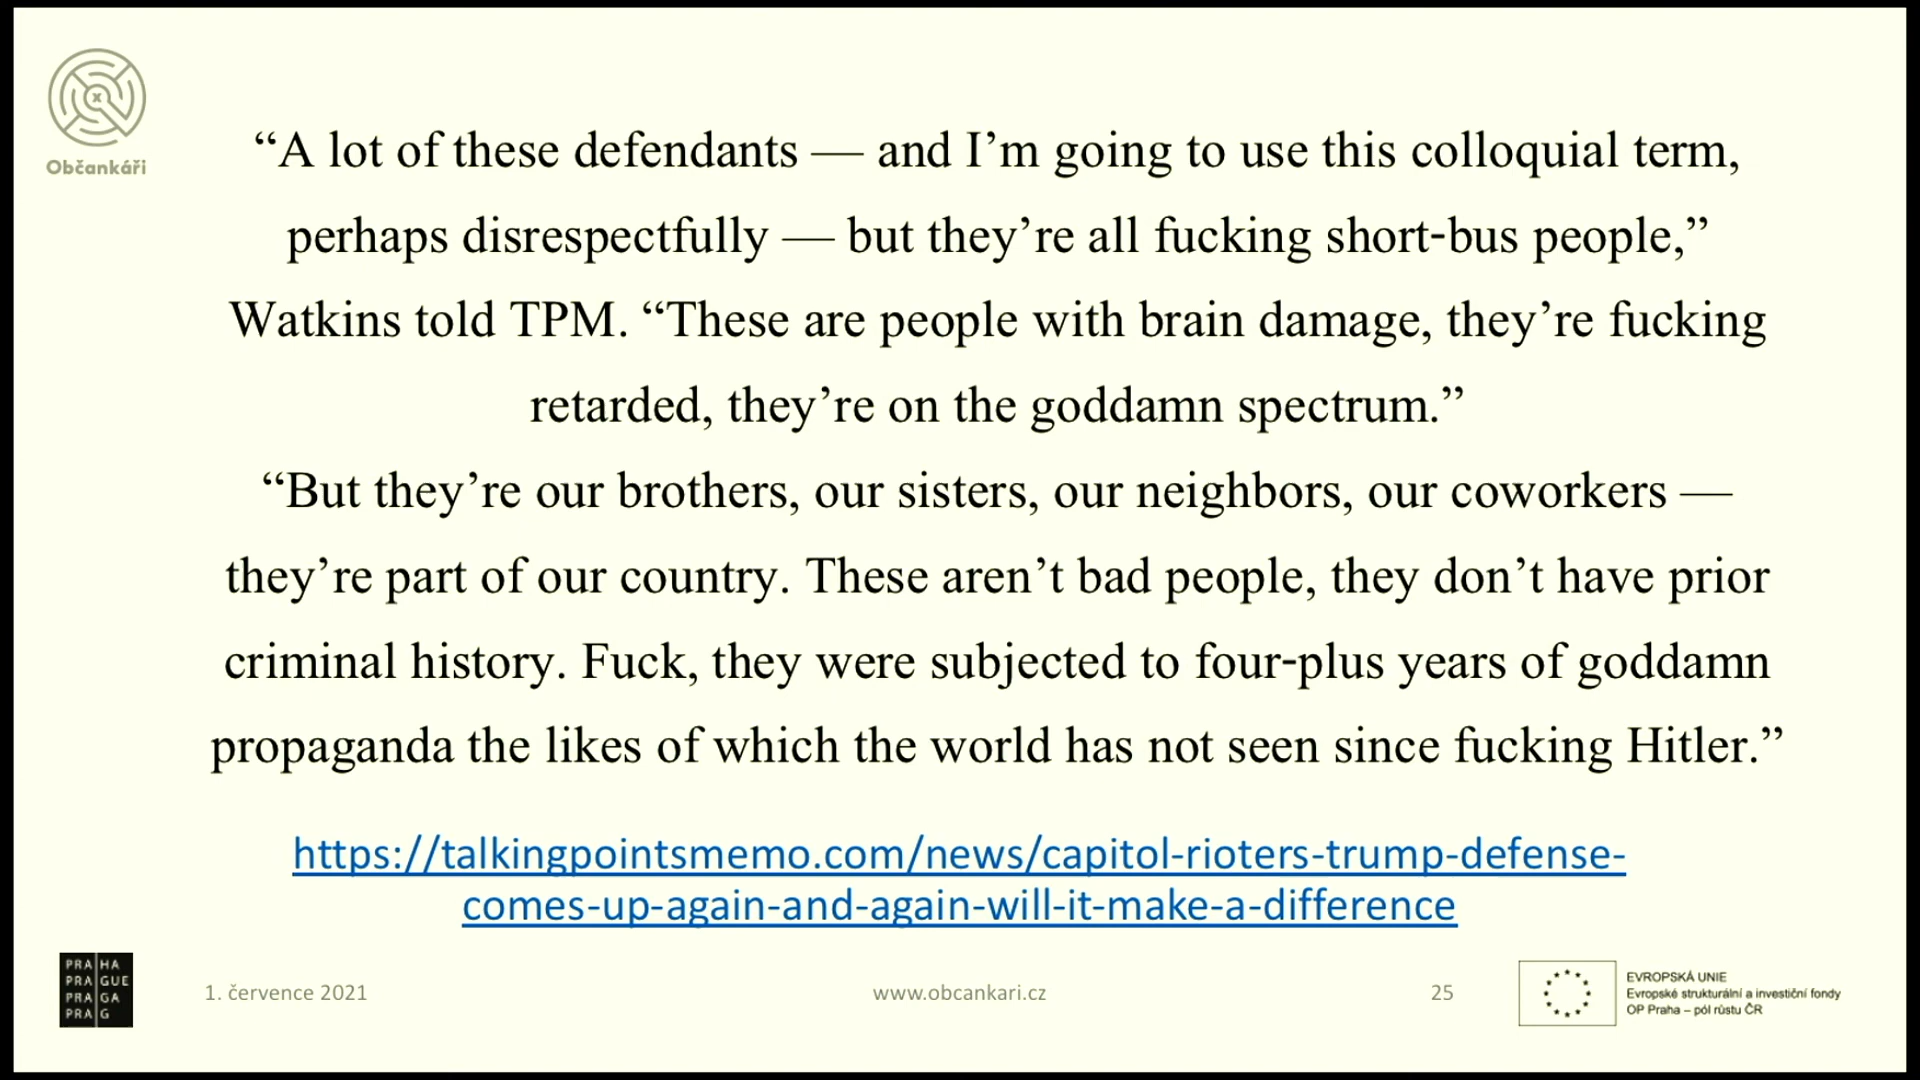 Občankáři
“A lot of these defendants — and I’m going to use this colloquial term,
perhaps disrespectfully — but they’re all fucking short-bus people,”
Watkins told TPM. “These are people with brain damage, they’re fucking
retarded, they’re on the goddamn spectrum.”
“But they’re our brothers, our sisters, our neighbors, our coworkers —
they’re part of our country. These aren’t bad people, they don’t have prior
criminal history. Fuck, they were subjected to four-plus years of goddamn
propaganda the likes of which the world has not seen since fucking Hitler.”
https://talkingpointsmemo.com/news/capitol-rioters-trump-defense-
comes-up-again-and-again-will-it-make-a-difference
PRA HA
PRA GUE
PRA GA
PRA G
1. července 2021
www.obcankari.cz
25
EVROPSKÁ UNIE
Evropské strukturální a investiční fondy
OP Praha – pól růstu ČR